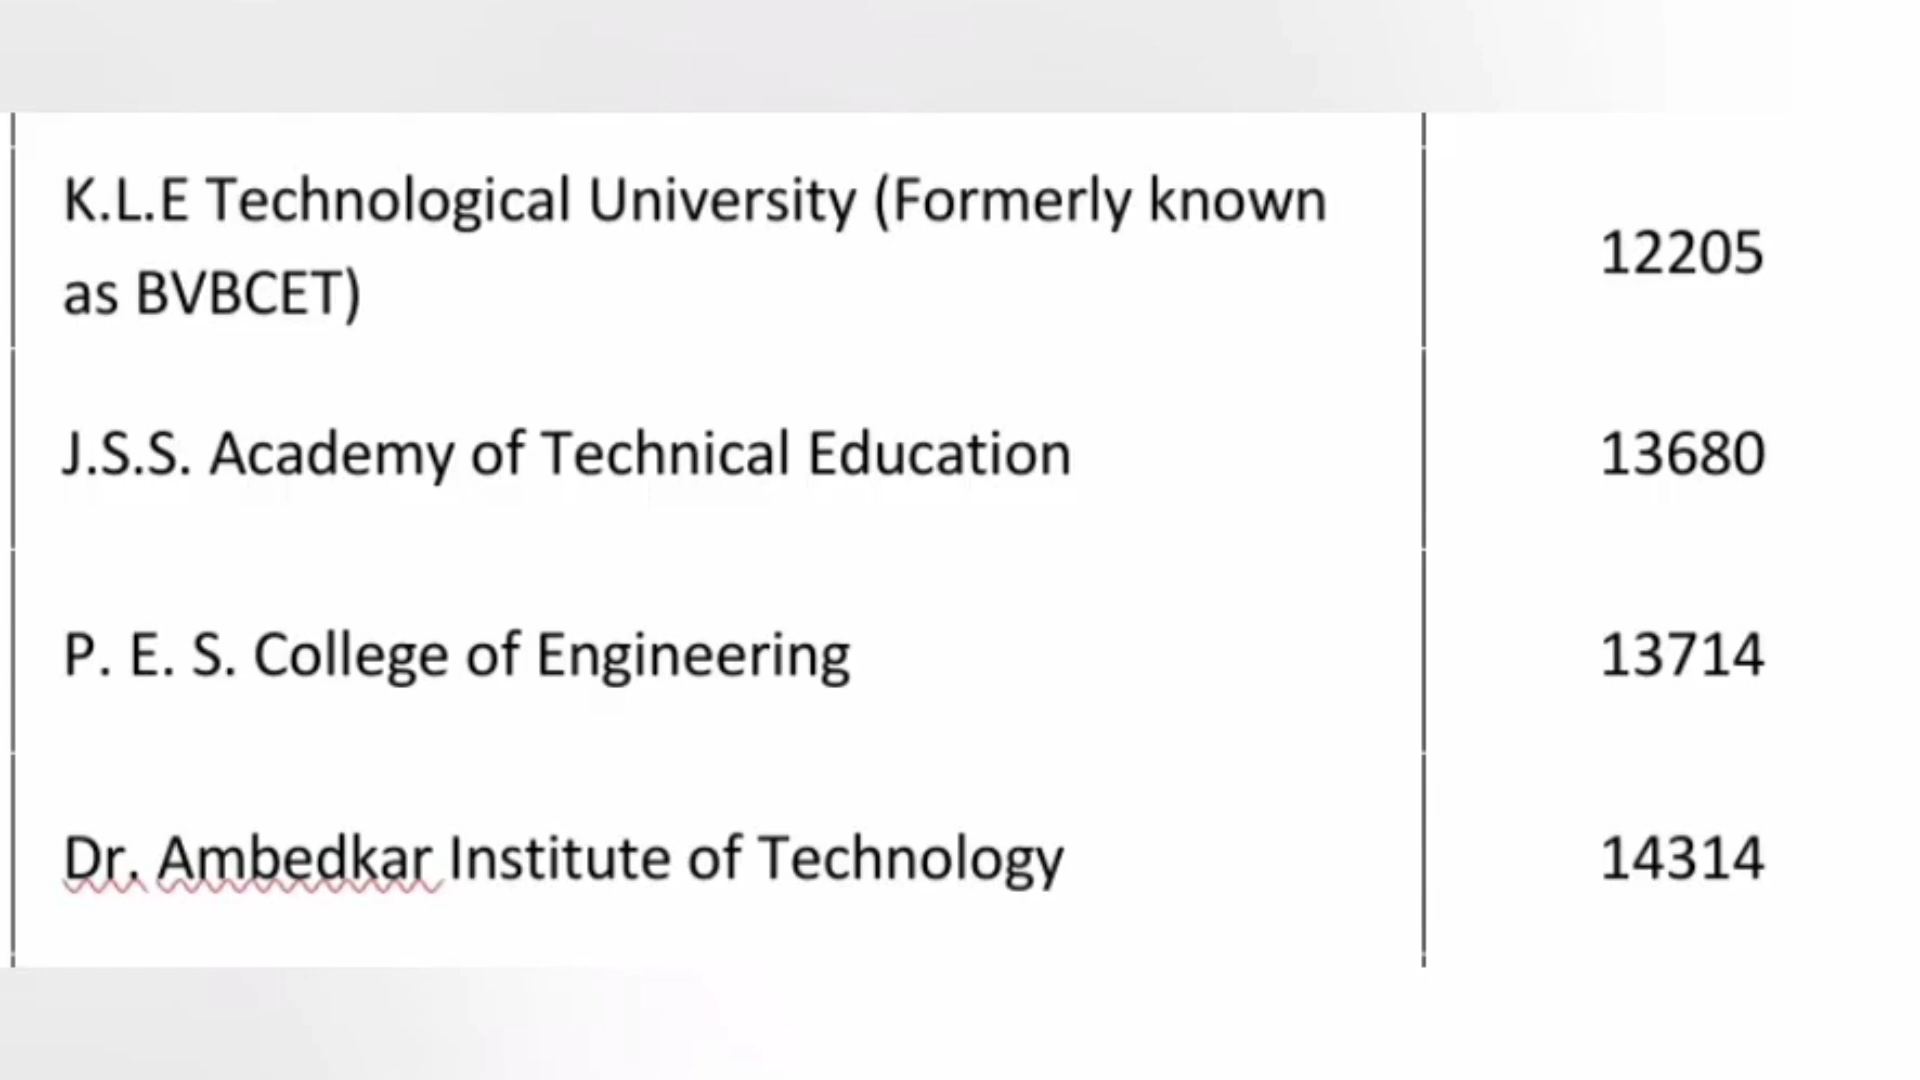 K.L.E Technological University (Formerly known
as BVBCET)
12205
J.S.S. Academy of Technical Education
13680
P. E. S. College of Engineering
13714
Dr. Ambedkar Institute of Technology
14314